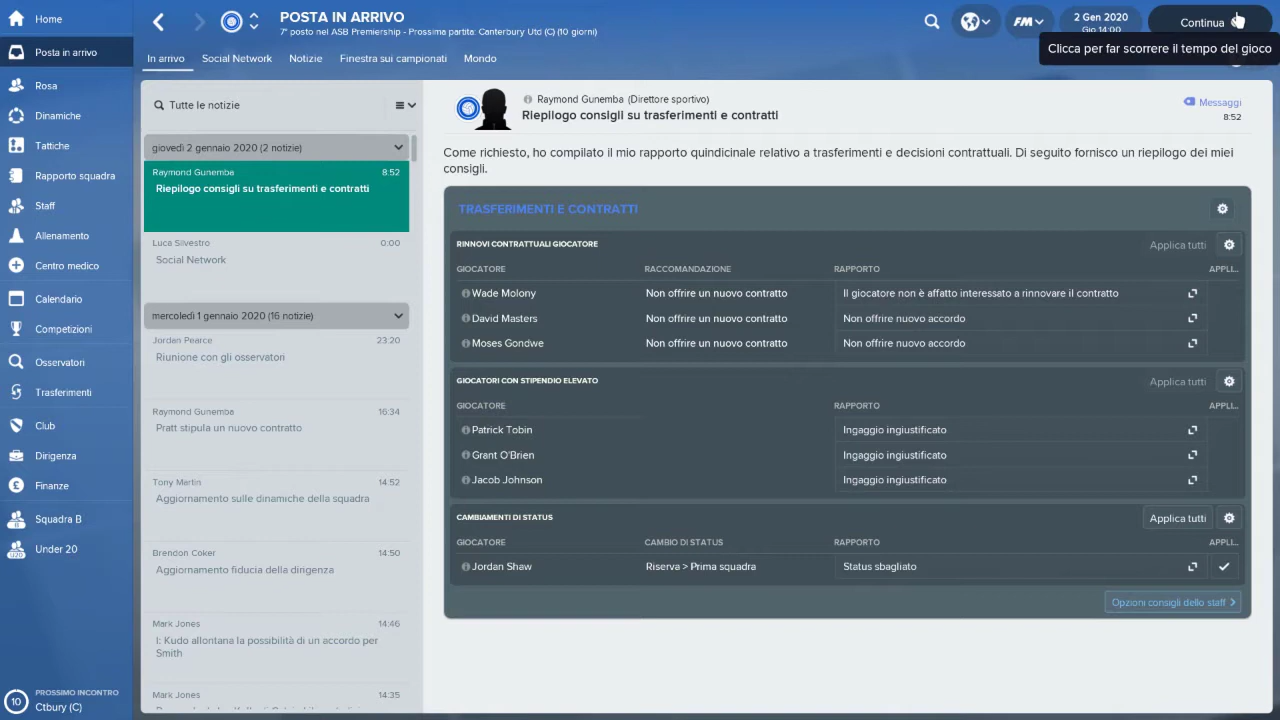 Home
Posta in arrivo
Rosa
Dinamiche
Tattiche
Rapporto squadra
Staff
Allenamento
Centro medico
Calendario
Competizioni
Osservatori
Trasferimenti
Club
Dirigenza
Finanze
Squadra B
Under 20
10
PROSSIMO INCONTRO
Ctbury (C)
POSTA IN ARRIVO
7° posto nel ASB Premiership - Prossima partita: Canterbury Utd (C) (10 giorni)
FM
2 Gen 2020
Gio 14:00
Continua
Clicca per far scorrere il tempo del gioco
In arrivo Social Network Notizie Finestra sui campionati Mondo
Tutte le notizie
giovedì 2 gennaio 2020 (2 notizie)
Raymond Gunemba 8:52
Riepilogo consigli su trasferimenti e contratti
Luca Silvestro 0:00
Social Network
mercoledì 1 gennaio 2020 (16 notizie)
Jordan Pearce 23:20
Riunione con gli osservatori
Raymond Gunemba 16:34
Pratt stipula un nuovo contratto
Tony Martin 14:52
Aggiornamento sulle dinamiche della squadra
Brendon Coker 14:50
Aggiornamento fiducia della dirigenza
Mark Jones 14:46
I: Kudo allontana la possibilità di un accordo per
Smith
Mark Jones 14:35
Raymond Gunemba (Direttore sportivo)
Riepilogo consigli su trasferimenti e contratti
Messaggi
8:52
Come richiesto, ho compilato il mio rapporto quindicinale relativo a trasferimenti e decisioni contrattuali. Di seguito fornisco un riepilogo dei miei
consigli.
TRASFERIMENTI E CONTRATTI
RINNOVI CONTRATTUALI GIOCATORE Applica tutti
GIOCATORE RACCOMANDAZIONE RAPPORTO APPLI...
Wade Molony Non offrire un nuovo contratto Il giocatore non è affatto interessato a rinnovare il contratto
David Masters Non offrire un nuovo contratto Non offrire nuovo accordo
Moses Gondwe Non offrire un nuovo contratto Non offrire nuovo accordo
GIOCATORI CON STIPENDIO ELEVATO Applica tutti
GIOCATORE RAPPORTO APPLI...
Patrick Tobin Ingaggio ingiustificato
Grant O'Brien Ingaggio ingiustificato
Jacob Johnson Ingaggio ingiustificato
CAMBIAMENTI DI STATUS Applica tutti
GIOCATORE CAMBIO DI STATUS RAPPORTO APPLI...
Jordan Shaw Riserva > Prima squadra Status sbagliato
Opzioni consigli dello staff